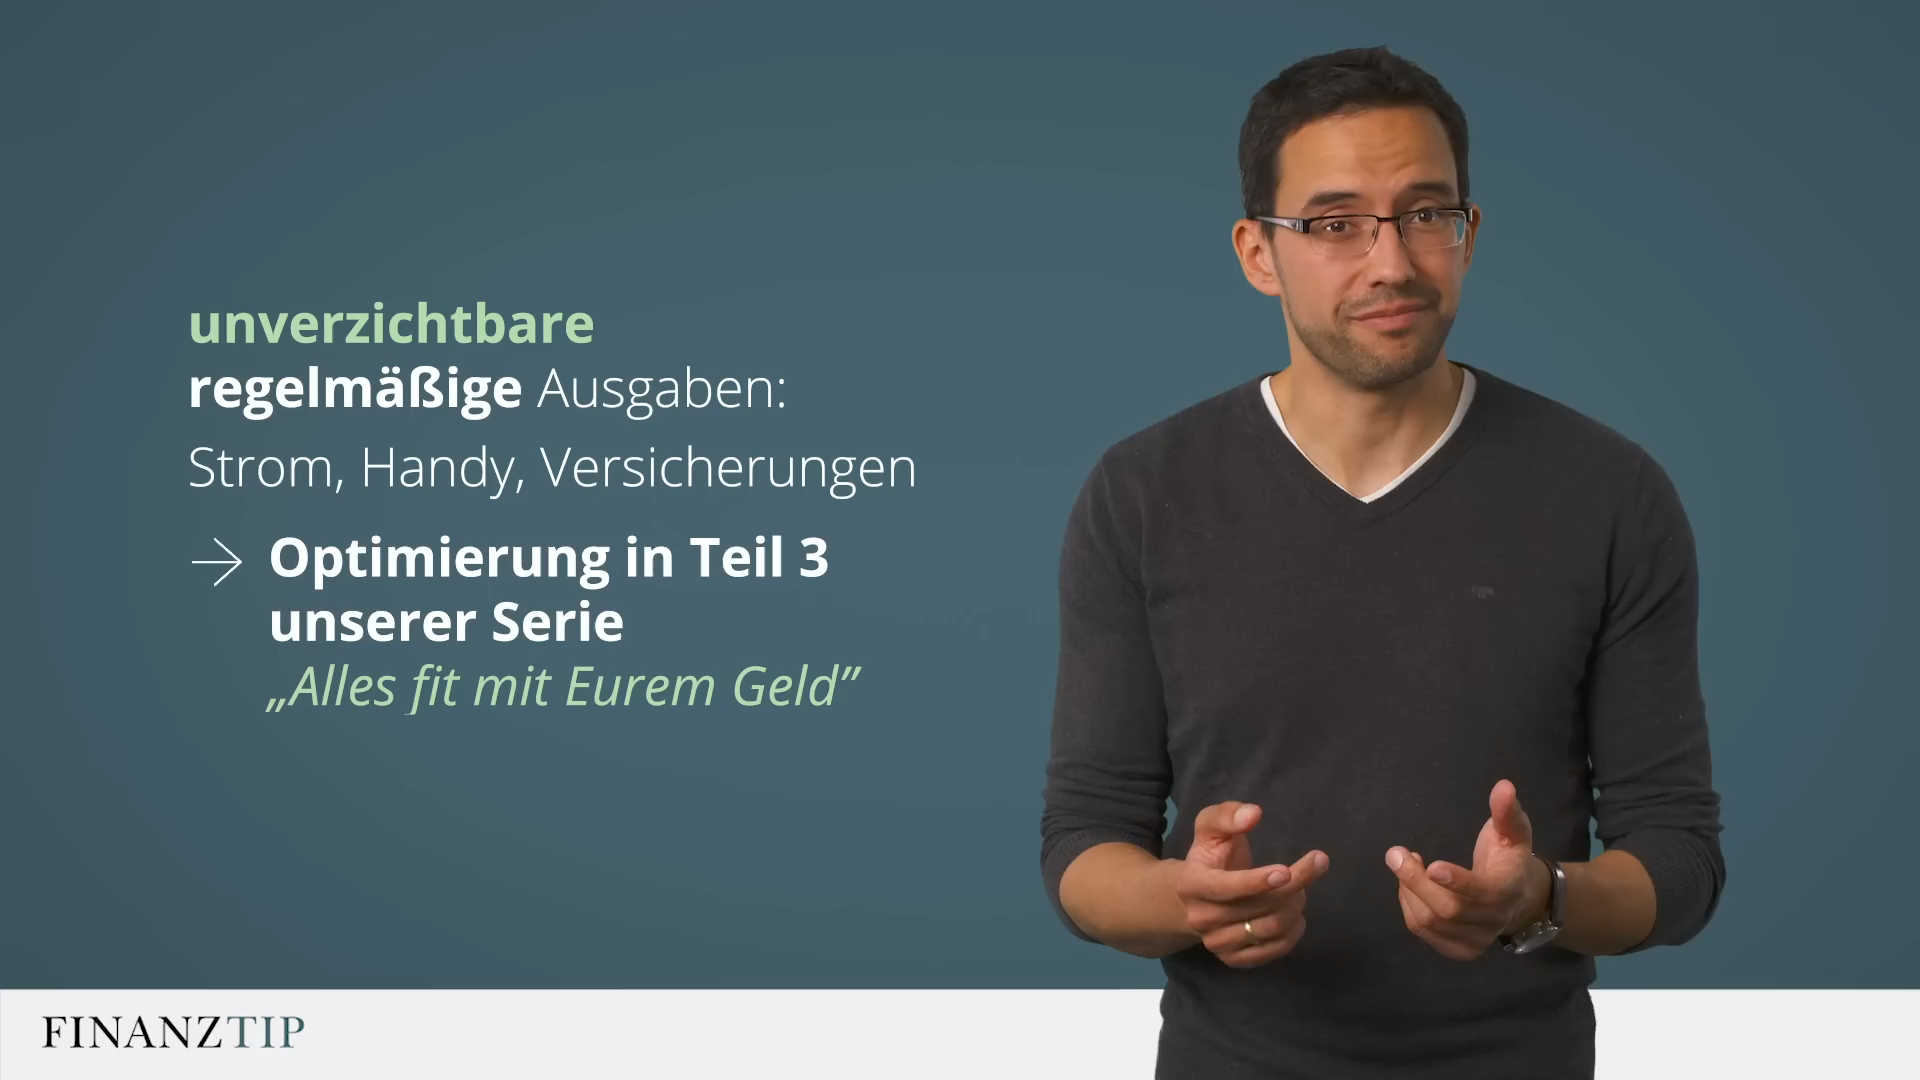 unverzichtbare
regelmäßige Ausgaben:
Strom, Handy, Versicherungen
→ Optimierung in Teil 3
unserer Serie
„Alles fit mit Eurem Geld”
FINANZTIP